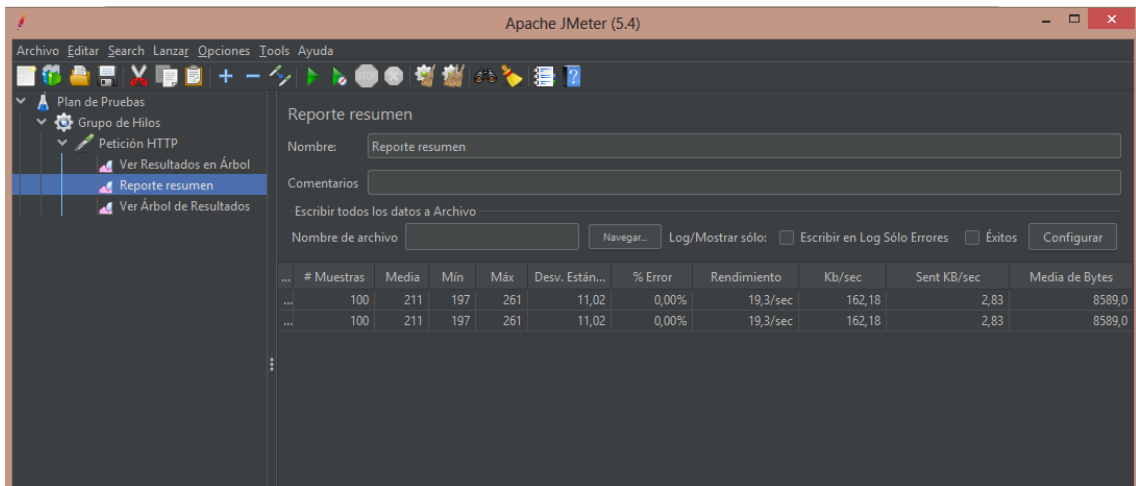 Apache JMeter (5.4)
Archivo Editar Search Lanzar Opciones Tools Ayuda
STOP
Plan de Pruebas
Grupo de Hilos
Petición HTTP
Ver Resultados en Árbol
Reporte resumen
Ver Árbol de Resultados
Reporte resumen
Nombre: Reporte resumen
Comentarios
Escribir todos los datos a Archivo
Nombre de archivo Navegar... Log/Mostrar sólo: Escribir en Log Sólo Errores Éxitos Configurar
... # Muestras Media Mín Máx Desv. Están... % Error Rendimiento Kb/sec Sent KB/sec Media de Bytes
... 100 211 197 261 11,02 0,00% 19,3/sec 162,18 2,83 8589,0
... 100 211 197 261 11,02 0,00% 19,3/sec 162,18 2,83 8589,0